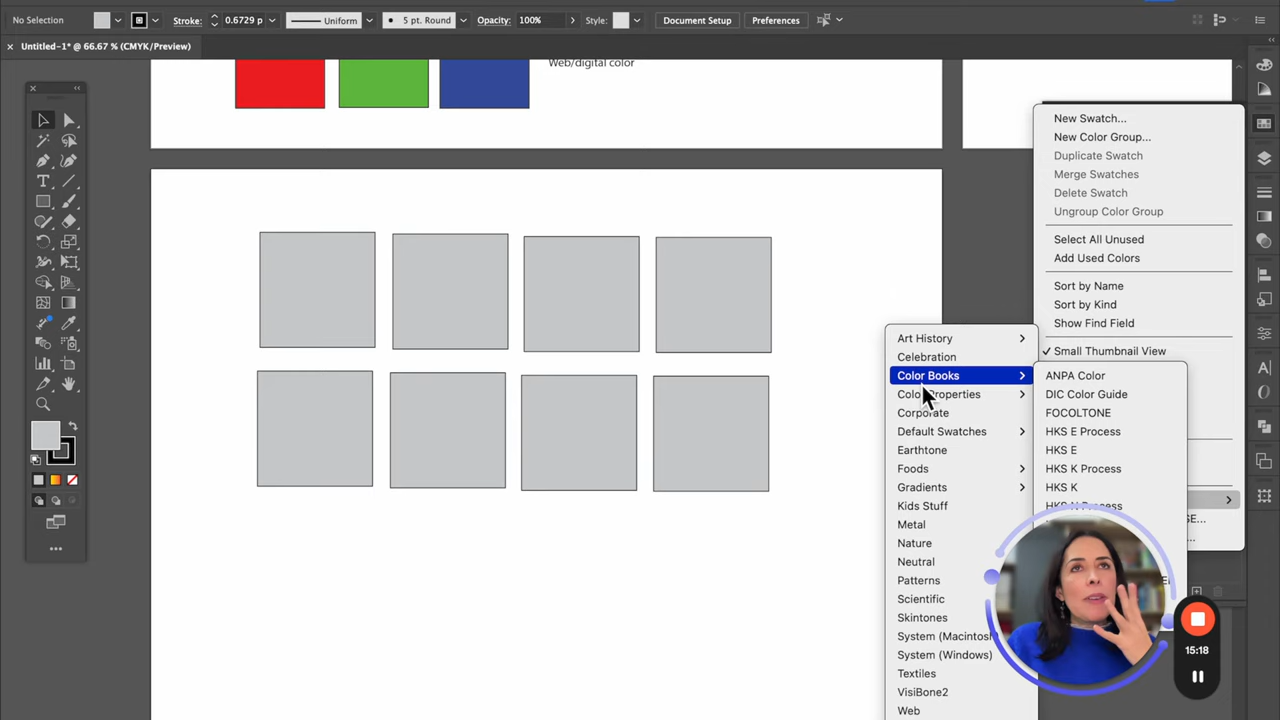 No Selection
Stroke:
0.6729 p
Uniform
5 pt. Round
Opacity:
100%
Style:
Document Setup
Preferences
Untitled-1* @ 66.67 % (CMYK/Preview)
Web/digital color
New Swatch...
New Color Group...
Duplicate Swatch
Merge Swatches
Delete Swatch
Ungroup Color Group
Select All Unused
Add Used Colors
Sort by Name
Sort by Kind
Show Find Field
Small Thumbnail View
Art History
Celebration
Color Books
Color Properties
Corporate
Default Swatches
Earthtone
Foods
Gradients
Kids Stuff
Metal
Nature
Neutral
Patterns
Scientific
Skintones
System (Macintosh
System (Windows)
Textiles
VisiBone2
Web
ANPA Color
DIC Color Guide
FOCOLTONE
HKS E Process
HKS E
HKS K Process
HKS K
HKS N Process
15:18